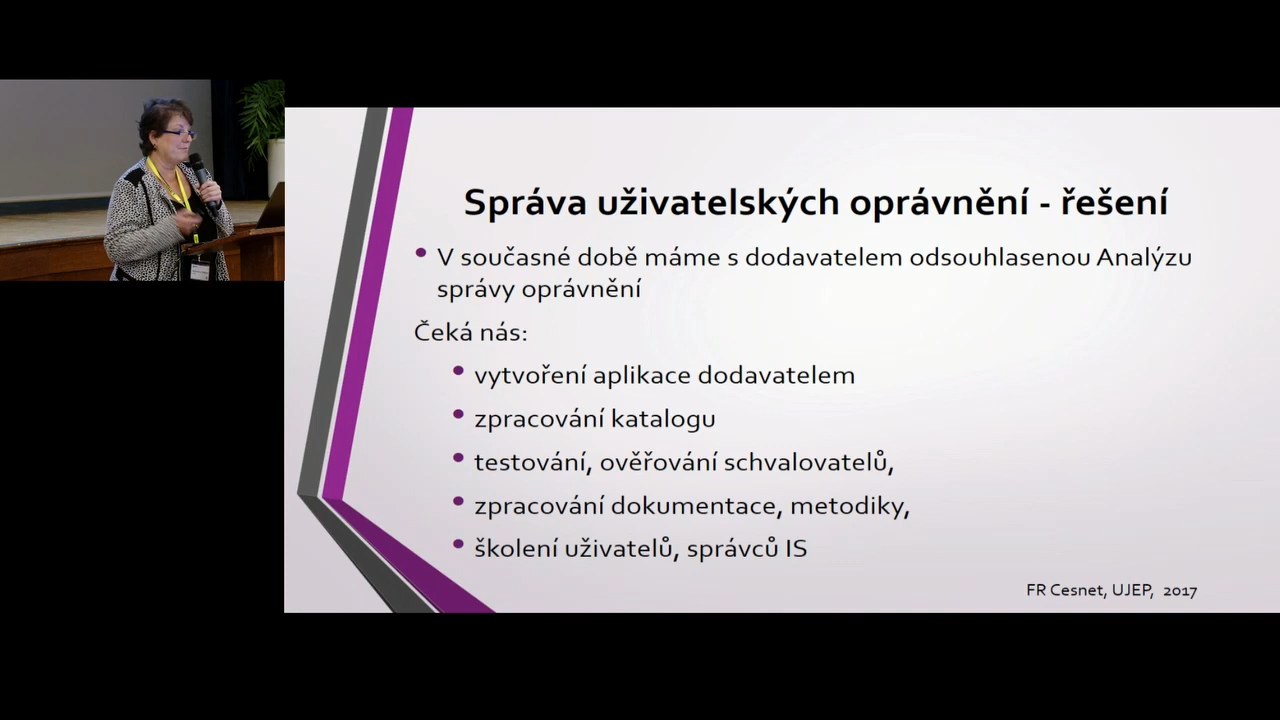 Správa uživatelských oprávnění - řešení
• V současné době máme s dodavatelem odsouhlasenou Analýzu
správy oprávnění
Čeká nás:
• vytvoření aplikace dodavatelem
• zpracování katalogu
• testování, ověřování schvalovatelů,
• zpracování dokumentace, metodiky,
• školení uživatelů, správců IS
FR Cesnet, UJEP, 2017